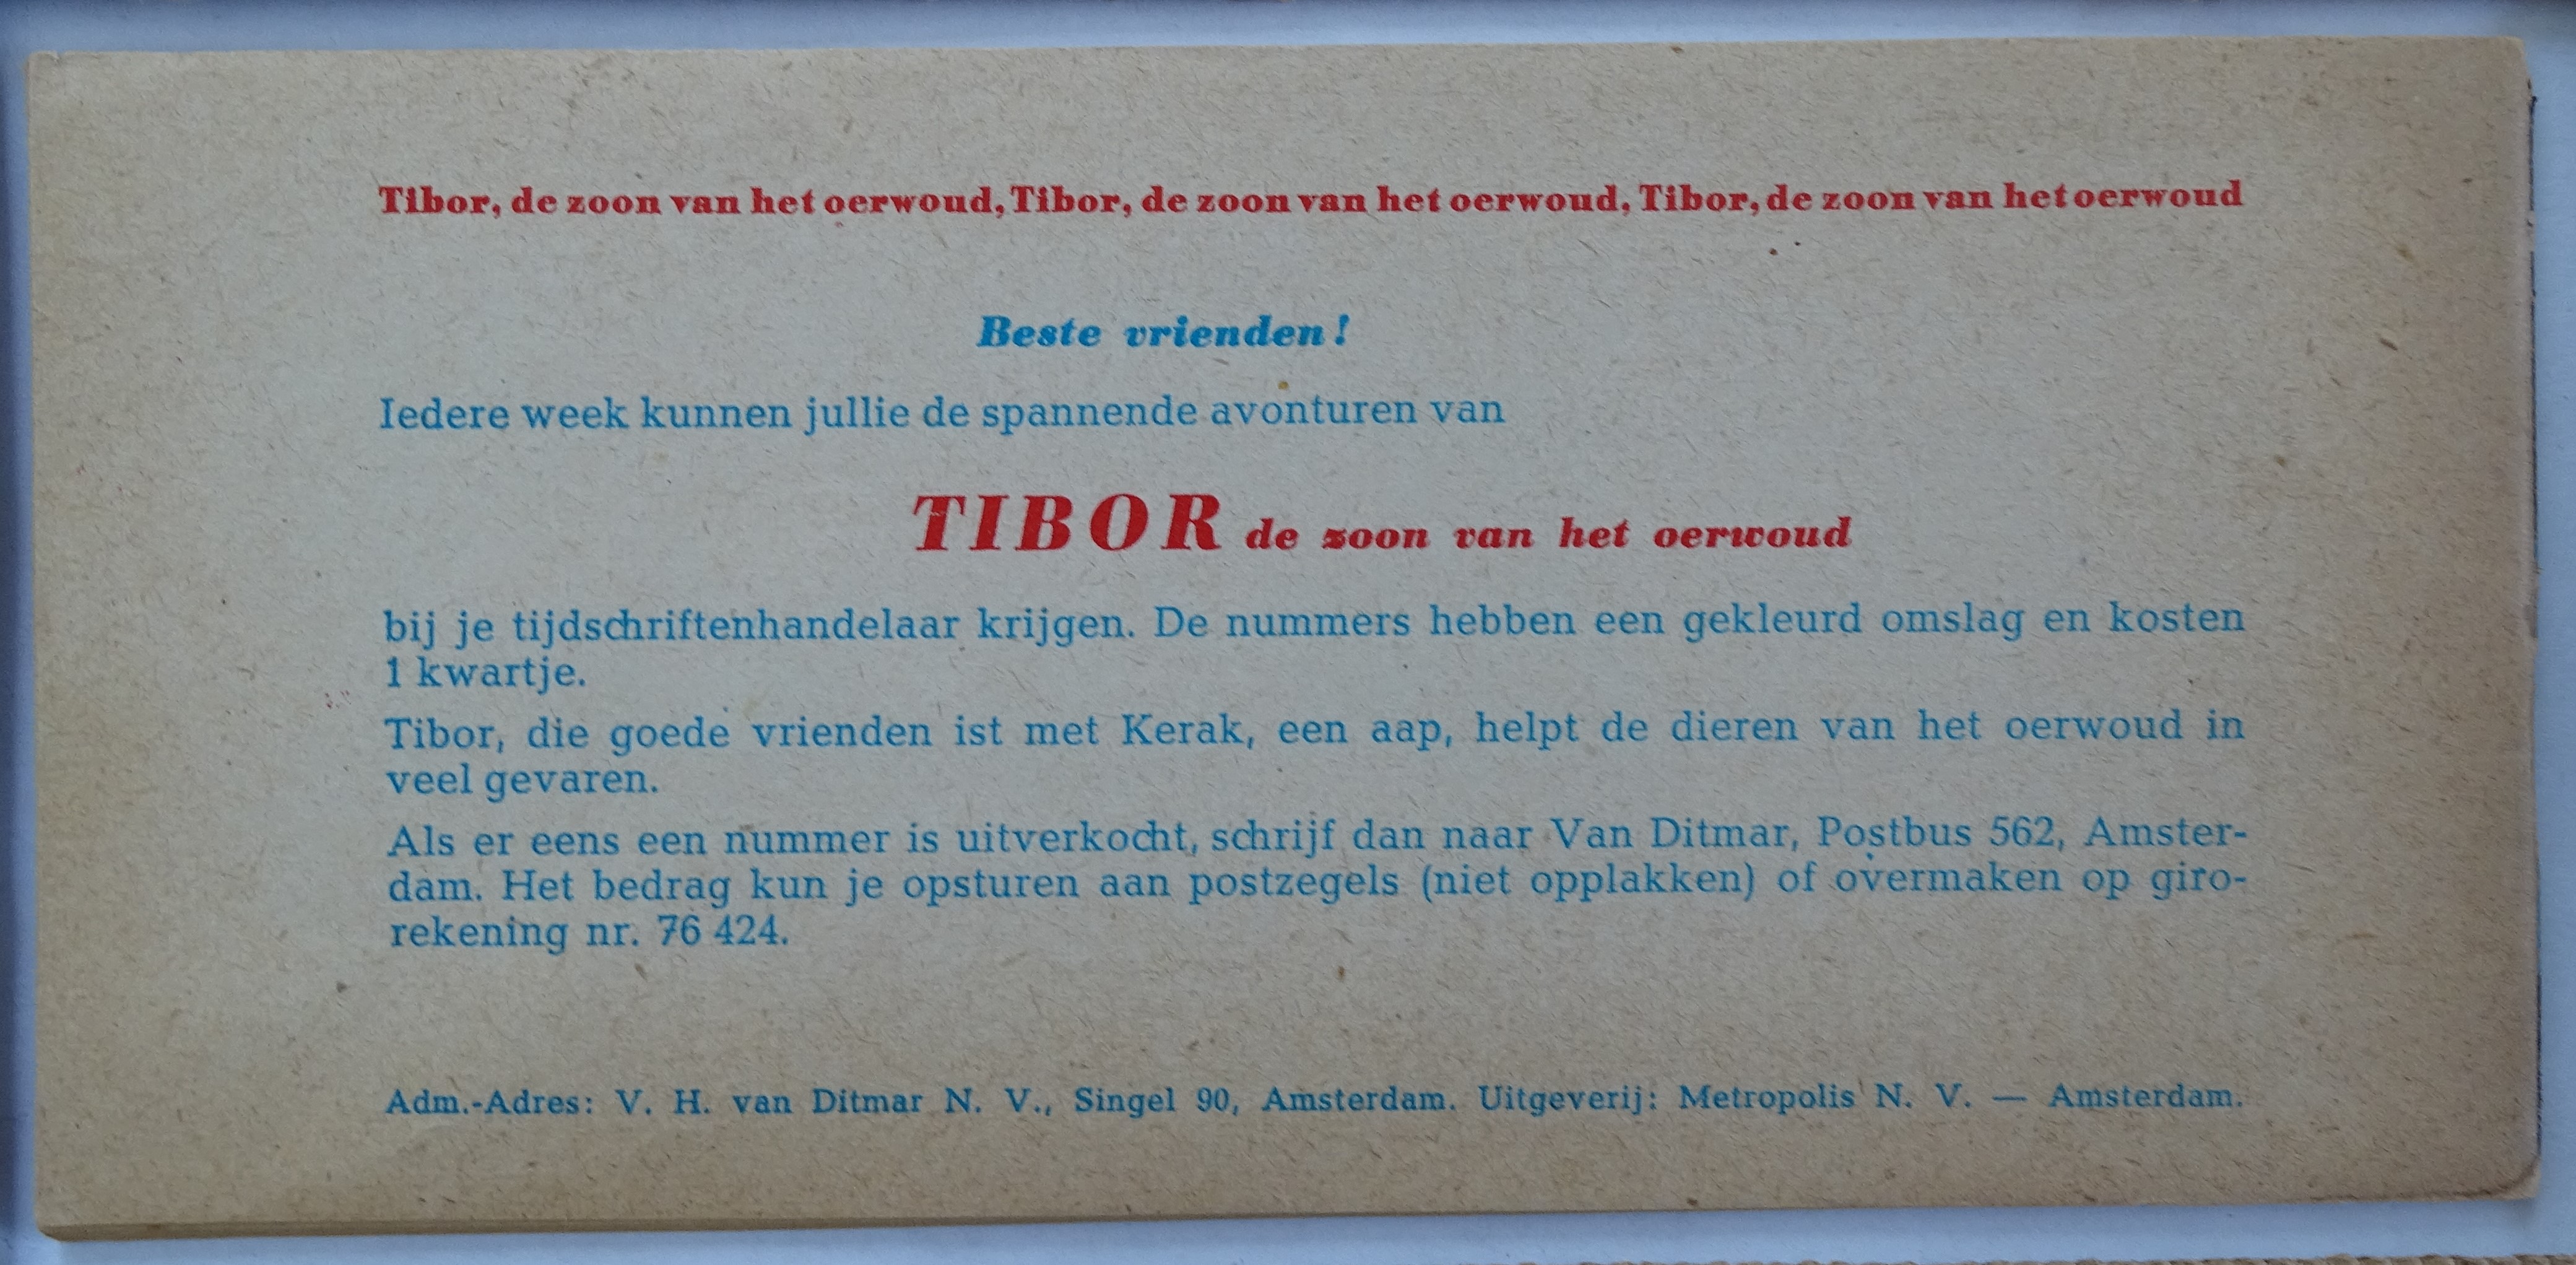 Tibor, de zoon van het oerwoud, Tibor, de zoon van het oerwoud, Tibor, de zoon van het oerwoud
Beste vrienden!
Iedere week kunnen jullie de spannende avonturen van
TIBOR de zoon van het oerwoud
bij je tijdschriftenhandelaar krijgen. De nummers hebben een gekleurd omslag en kosten
1 kwartje.
Tibor, die goede vrienden ist met Kerak, een aap, helpt de dieren van het oerwoud in
veel gevaren.
Als er eens een nummer is uitverkocht, schrijf dan naar Van Ditmar, Postbus 562, Amster-
dam. Het bedrag kun je opsturen aan postzegels (niet opplakken) of overmaken op giro-
rekening nr. 76 424.
Adm.-Adres: V. H. van Ditmar N. V., Singel 90, Amsterdam. Uitgeverij: Metropolis N. V. — Amsterdam.